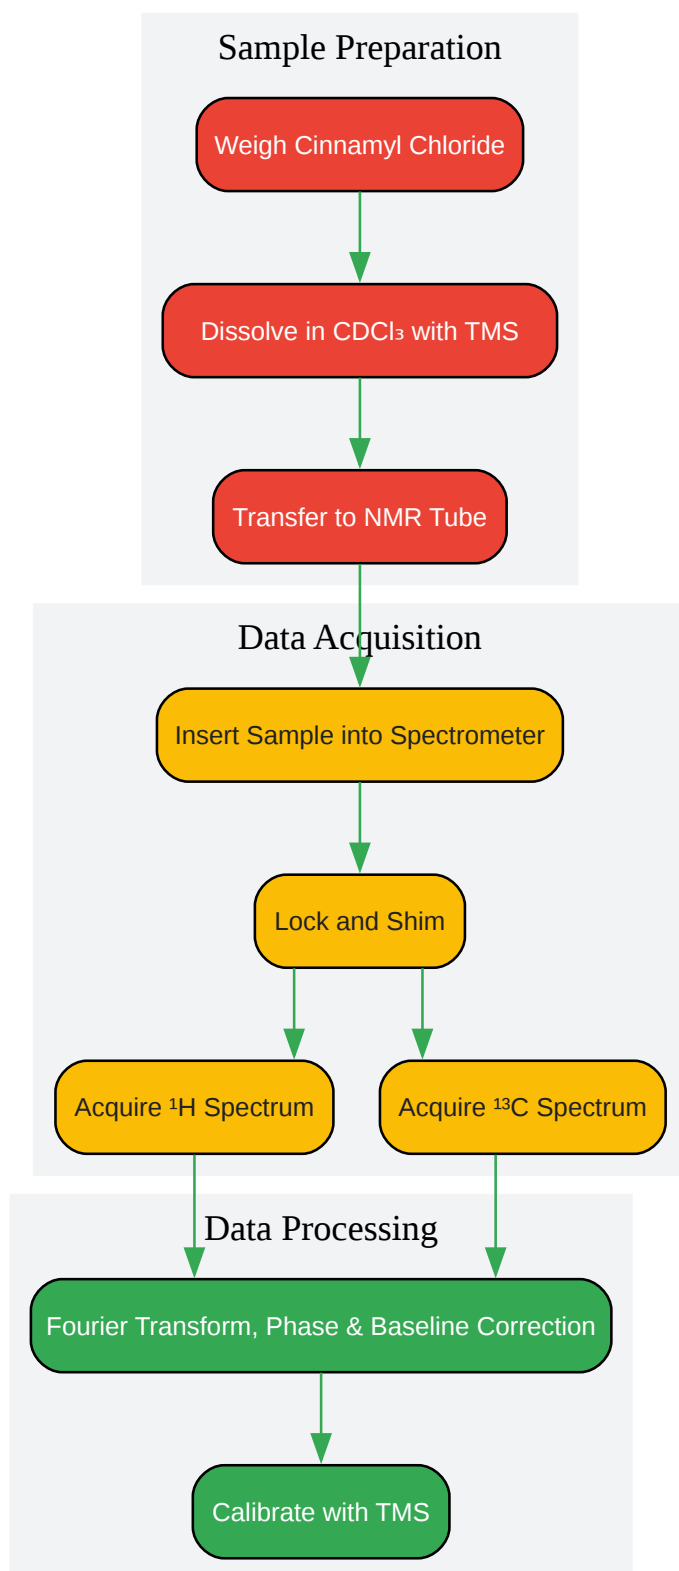 Sample Preparation
Weigh Cinnamyl Chloride
Dissolve in CDCl₃ with TMS
Transfer to NMR Tube
Data Acquisition
Insert Sample into Spectrometer
Lock and Shim
Acquire ¹H Spectrum
Acquire ¹³C Spectrum
Data Processing
Fourier Transform, Phase & Baseline Correction
Calibrate with TMS